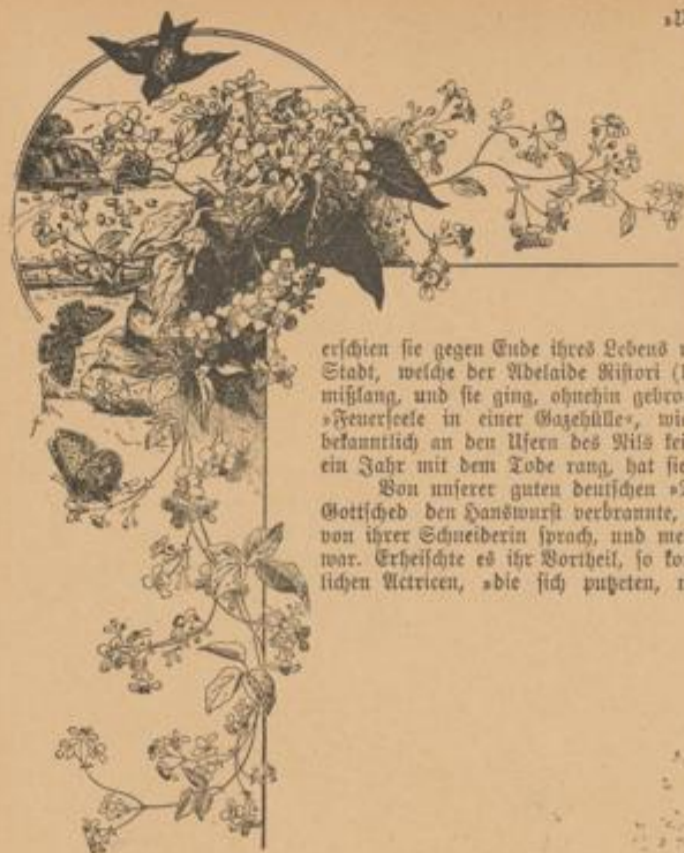 »V
erschien sie gegen Ende ihres Lebens
Stadt, welche der Adelaide Ristori (
mißlang, und sie ging, ohnehin gebro
»Feuerseele in einer Gazehülle«, wie
bekanntlich an den Ufern des Nils kei
ein Jahr mit dem Tode rang, hat sie
Von unserer guten deutschen
Gottsched den Hanswurst verbrannte,
von ihrer Schneiderin sprach, und me
war. Erheischte es ihr Vortheil, so ko
lichen Actricen, »die sich putzeten,